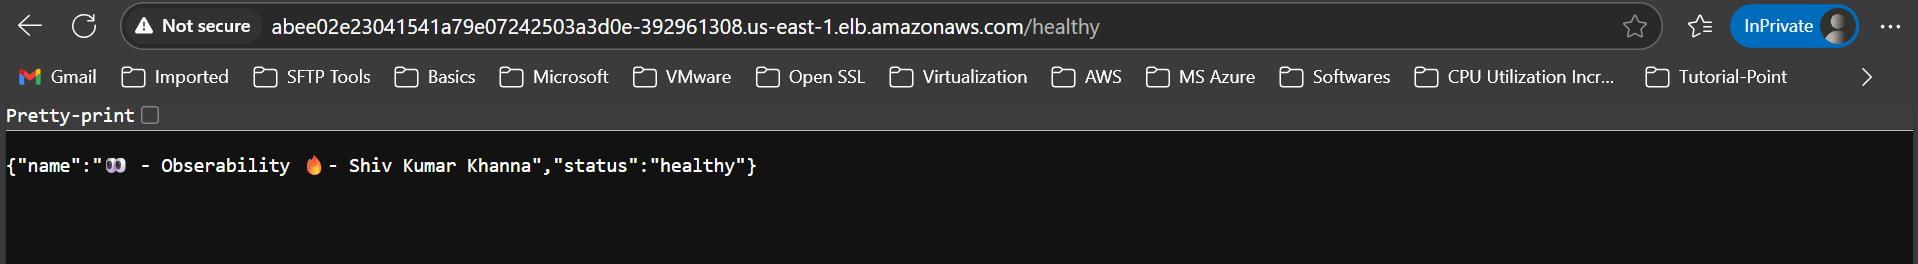 Not secure abee02e23041541a79e07242503a3d0e-392961308.us-east-1.elb.amazonaws.com/healthy InPrivate
Gmail Imported SFTP Tools Basics Microsoft VMware Open SSL Virtualization AWS MS Azure Softwares CPU Utilization Incr... Tutorial-Point
Pretty-print
{"name":"👀 - Obserability 🔥- Shiv Kumar Khanna","status":"healthy"}